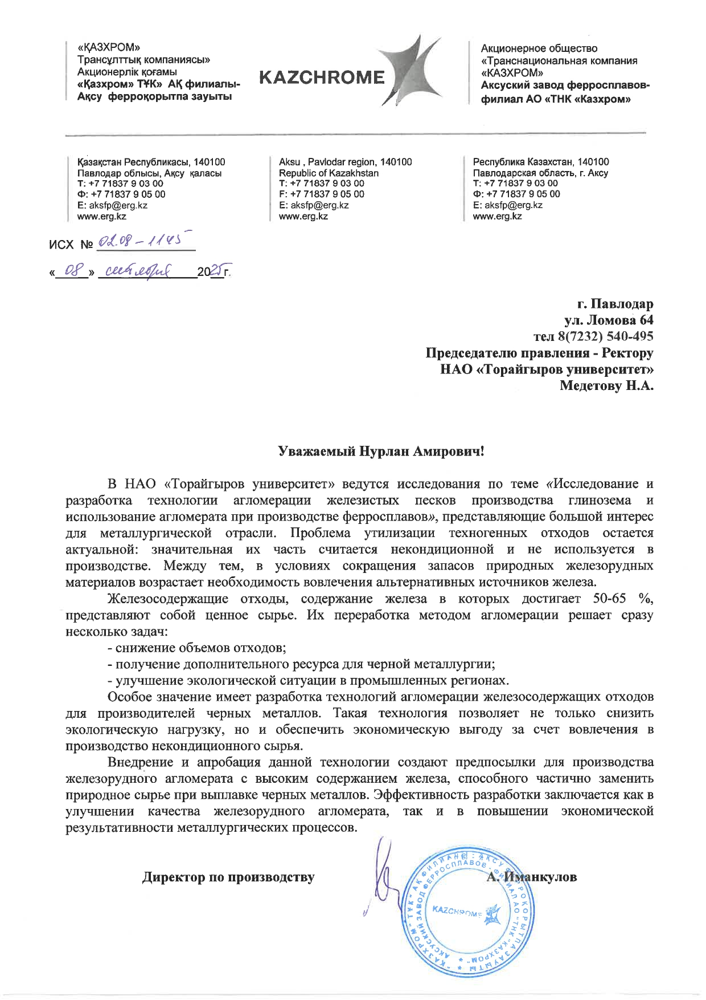 «ҚАЗХРОМ»
Трансұлттық компаниясы»
Акционерлік қоғамы
«Қазхром» ТҰК» АҚ филиалы-
Ақсу ферроқорытпа зауыты
KAZCHROME
Акционерное общество
«Транснациональная компания
«КАЗХРОМ»
Аксуский завод ферросплавов-
филиал АО «ТНК «Казхром»
Қазақстан Республикасы, 140100
Павлодар облысы, Ақсу қаласы
Т: +7 71837 9 03 00
Ф: +7 71837 9 05 00
E: aksfp@erg.kz
www.erg.kz
Aksu , Pavlodar region, 140100
Republic of Kazakhstan
T: +7 71837 9 03 00
F: +7 71837 9 05 00
E: aksfp@erg.kz
www.erg.kz
Республика Казахстан, 140100
Павлодарская область, г. Аксу
Т: +7 71837 9 03 00
Ф: +7 71837 9 05 00
E: aksfp@erg.kz
www.erg.kz
ИСХ № 02.08-1145
«08» сентября 2025г.
г. Павлодар
ул. Ломова 64
тел 8(7232) 540-495
Председателю правления - Ректору
НАО «Торайгыров университет»
Медетову Н.А.
Уважаемый Нурлан Амирович!
В НАО «Торайгыров университет» ведутся исследования по теме «Исследование и
разработка технологии агломерации железистых песков производства глинозема и
использование агломерата при производстве ферросплавов», представляющие большой интерес
для металлургической отрасли. Проблема утилизации техногенных отходов остается
актуальной: значительная их часть считается некондиционной и не используется в
производстве. Между тем, в условиях сокращения запасов природных железорудных
материалов возрастает необходимость вовлечения альтернативных источников железа.
Железосодержащие отходы, содержание железа в которых достигает 50-65 %,
представляют собой ценное сырье. Их переработка методом агломерации решает сразу
несколько задач:
- снижение объемов отходов;
- получение дополнительного ресурса для черной металлургии;
- улучшение экологической ситуации в промышленных регионах.
Особое значение имеет разработка технологий агломерации железосодержащих отходов
для производителей черных металлов. Такая технология позволяет не только снизить
экологическую нагрузку, но и обеспечить экономическую выгоду за счет вовлечения в
производство некондиционного сырья.
Внедрение и апробация данной технологии создают предпосылки для производства
железорудного агломерата с высоким содержанием железа, способного частично заменить
природное сырье при выплавке черных металлов. Эффективность разработки заключается как в
улучшении качества железорудного агломерата, так и в повышении экономической
результативности металлургических процессов.
Директор по производству
А. Иманкулов
"ҚАЗХРОМ" ТҰК" АҚ ФИЛИАЛЫ АКСУ ФЕРРОҚОРЫТПА ЗАУЫТЫ
АКСУСКИЙ ЗАВОД ФЕРРОСПЛАВОВ - ФИЛИАЛ АО "ТНК "КАЗХРОМ"
KAZCHROME